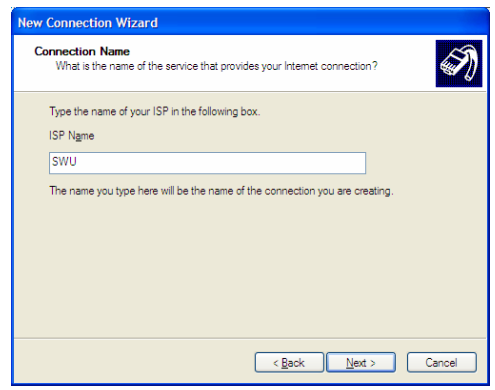 New Connection Wizard
Connection Name
What is the name of the service that provides your Internet connection?
Type the name of your ISP in the following box.
ISP Name
SWU
The name you type here will be the name of the connection you are creating.
< Back
Next >
Cancel